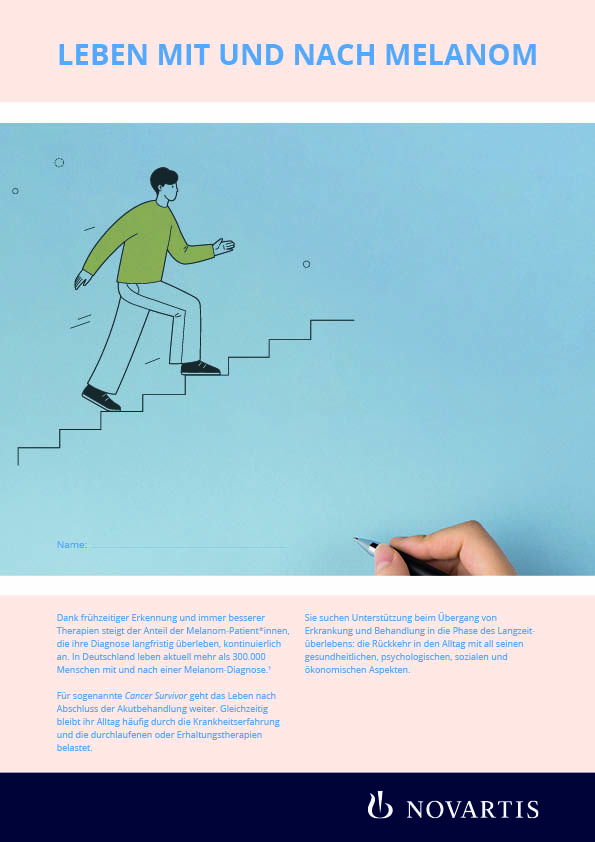 LEBEN MIT UND NACH MELANOM
Name:
Dank frühzeitiger Erkennung und immer besserer
Therapien steigt der Anteil der Melanom-Patient*innen,
die ihre Diagnose langfristig überleben, kontinuierlich
an. In Deutschland leben aktuell mehr als 300.000
Menschen mit und nach einer Melanom-Diagnose.¹
Für sogenannte Cancer Survivor geht das Leben nach
Abschluss der Akutbehandlung weiter. Gleichzeitig
bleibt ihr Alltag häufig durch die Krankheitserfahrung
und die durchlaufenen oder Erhaltungstherapien
belastet.
Sie suchen Unterstützung beim Übergang von
Erkrankung und Behandlung in die Phase des Langzeit-
überlebens: die Rückkehr in den Alltag mit all seinen
gesundheitlichen, psychologischen, sozialen und
ökonomischen Aspekten.
NOVARTIS